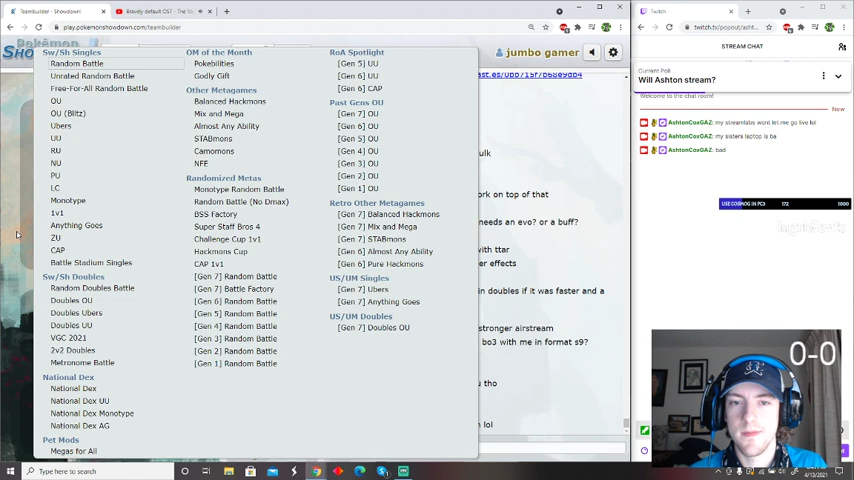 Teambuilder - Showdown!
Bravely default OST - The Vo
Twitch
play.pokemonshowdown.com/teambuilder
twitch.tv/popout/asht
Sw/Sh Singles
Random Battle
Unrated Random Battle
Free-For-All Random Battle
OU
OU (Blitz)
Ubers
UU
RU
NU
PU
LC
Monotype
1v1
Anything Goes
ZU
CAP
Battle Stadium Singles
Sw/Sh Doubles
Random Doubles Battle
Doubles OU
Doubles Ubers
Doubles UU
VGC 2021
2v2 Doubles
Metronome Battle
National Dex
National Dex
National Dex UU
National Dex Monotype
National Dex AG
Pet Mods
Megas for All
OM of the Month
Pokebilities
Godly Gift
Other Metagames
Balanced Hackmons
Mix and Mega
Almost Any Ability
STABmons
Camomons
NFE
Randomized Metas
Monotype Random Battle
Random Battle (No Dmax)
BSS Factory
Super Staff Bros 4
Challenge Cup 1v1
Hackmons Cup
CAP 1v1
[Gen 7] Random Battle
[Gen 7] Battle Factory
[Gen 6] Random Battle
[Gen 5] Random Battle
[Gen 4] Random Battle
[Gen 3] Random Battle
[Gen 2] Random Battle
[Gen 1] Random Battle
RoA Spotlight
[Gen 5] UU
[Gen 6] UU
[Gen 6] CAP
Past Gens OU
[Gen 7] OU
[Gen 6] OU
[Gen 5] OU
[Gen 4] OU
[Gen 3] OU
[Gen 2] OU
[Gen 1] OU
Retro Other Metagames
[Gen 7] Balanced Hackmons
[Gen 7] Mix and Mega
[Gen 7] STABmons
[Gen 6] Almost Any Ability
[Gen 6] Pure Hackmons
US/UM Singles
[Gen 7] Ubers
[Gen 7] Anything Goes
US/UM Doubles
[Gen 7] Doubles OU
jumbo gamer
ulk
ork on top of that
needs an evo? or a buff?
with ttar
er effects
in doubles if it was faster and a
stronger airstream
bo3 with me in format s9?
u tho
n lol
STREAM CHAT
Current Poll
Will Ashton stream?
Welcome to the chat room!
New
AshtonCoxGAZ: my streamlabs wont let me go live lol
AshtonCoxGAZ: my sisters laptop is ba
AshtonCoxGAZ: bad
USE COSMOG IN PC3
172
1000
0-0
Type here to search
4/13/2021